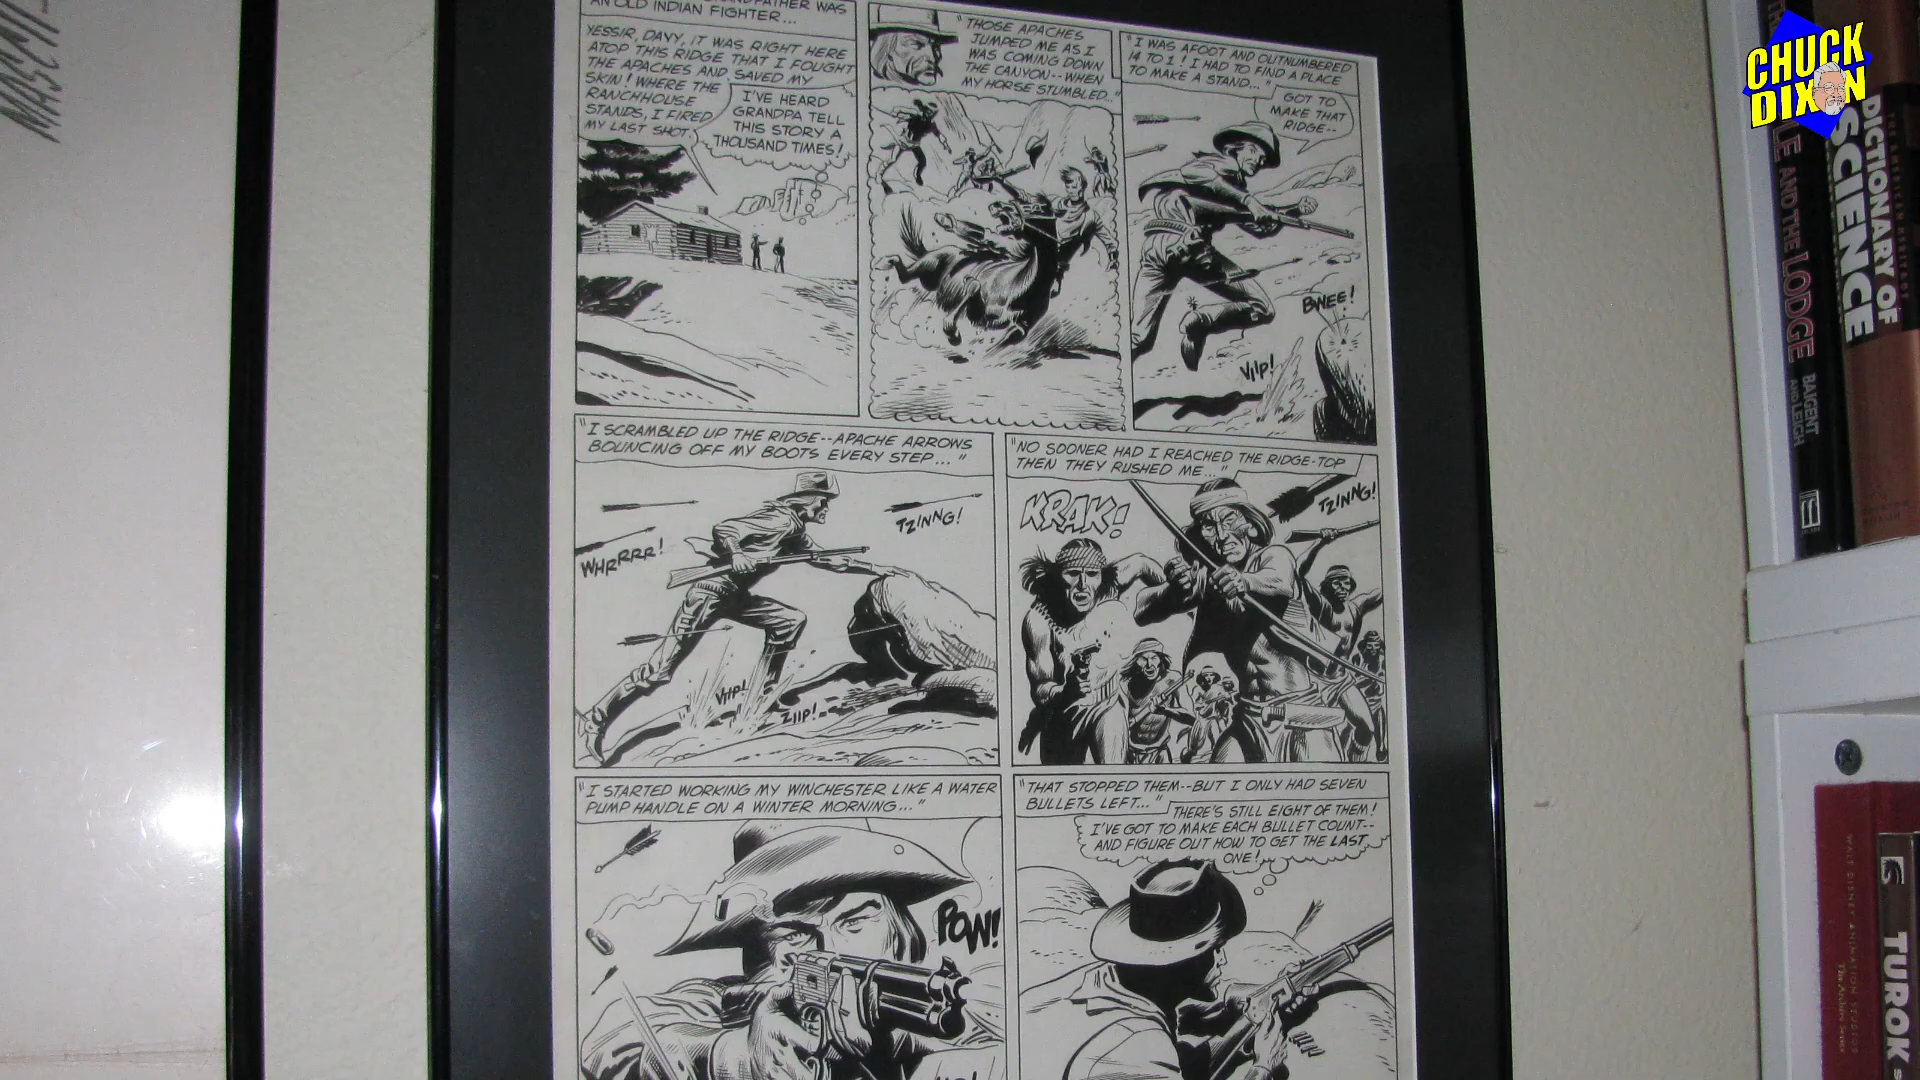 AN OLD INDIAN FIGHTER...
YESSIR, DAVY, IT WAS RIGHT HERE
ATOP THIS RIDGE THAT I FOUGHT
THE APACHES AND SAVED MY
SKIN! WHERE THE
RANCHHOUSE
STANDS, I FIRED
MY LAST SHOT.
I'VE HEARD
GRANDPA TELL
THIS STORY A
THOUSAND TIMES!
"THOSE APACHES
JUMPED ME AS I
WAS COMING DOWN
THE CANYON--WHEN
MY HORSE STUMBLED.."
"I WAS AFOOT AND OUTNUMBERED
14 TO 1! I HAD TO FIND A PLACE
TO MAKE A STAND..."
GOT TO
MAKE THAT
RIDGE--
BWEE!
VIIP!
"I SCRAMBLED UP THE RIDGE--APACHE ARROWS
BOUNCING OFF MY BOOTS EVERY STEP..."
WHRRRR!
TZINNG!
VIIP!
ZIIP!
"NO SOONER HAD I REACHED THE RIDGE-TOP
THEN THEY RUSHED ME..."
KRAK!
TZINNG!
"I STARTED WORKING MY WINCHESTER LIKE A WATER
PUMP HANDLE ON A WINTER MORNING..."
POW!
"THAT STOPPED THEM--BUT I ONLY HAD SEVEN
BULLETS LEFT..."
THERE'S STILL EIGHT OF THEM!
I'VE GOT TO MAKE EACH BULLET COUNT--
AND FIGURE OUT HOW TO GET THE LAST
ONE!
CHUCK
DIXON
AND THE LODGE
BAIGENT
AND LEIGH
DICTIONARY OF
SCIENCE
WALT DISNEY ANIMATION STUDIOS
The Archive Series
TUROK